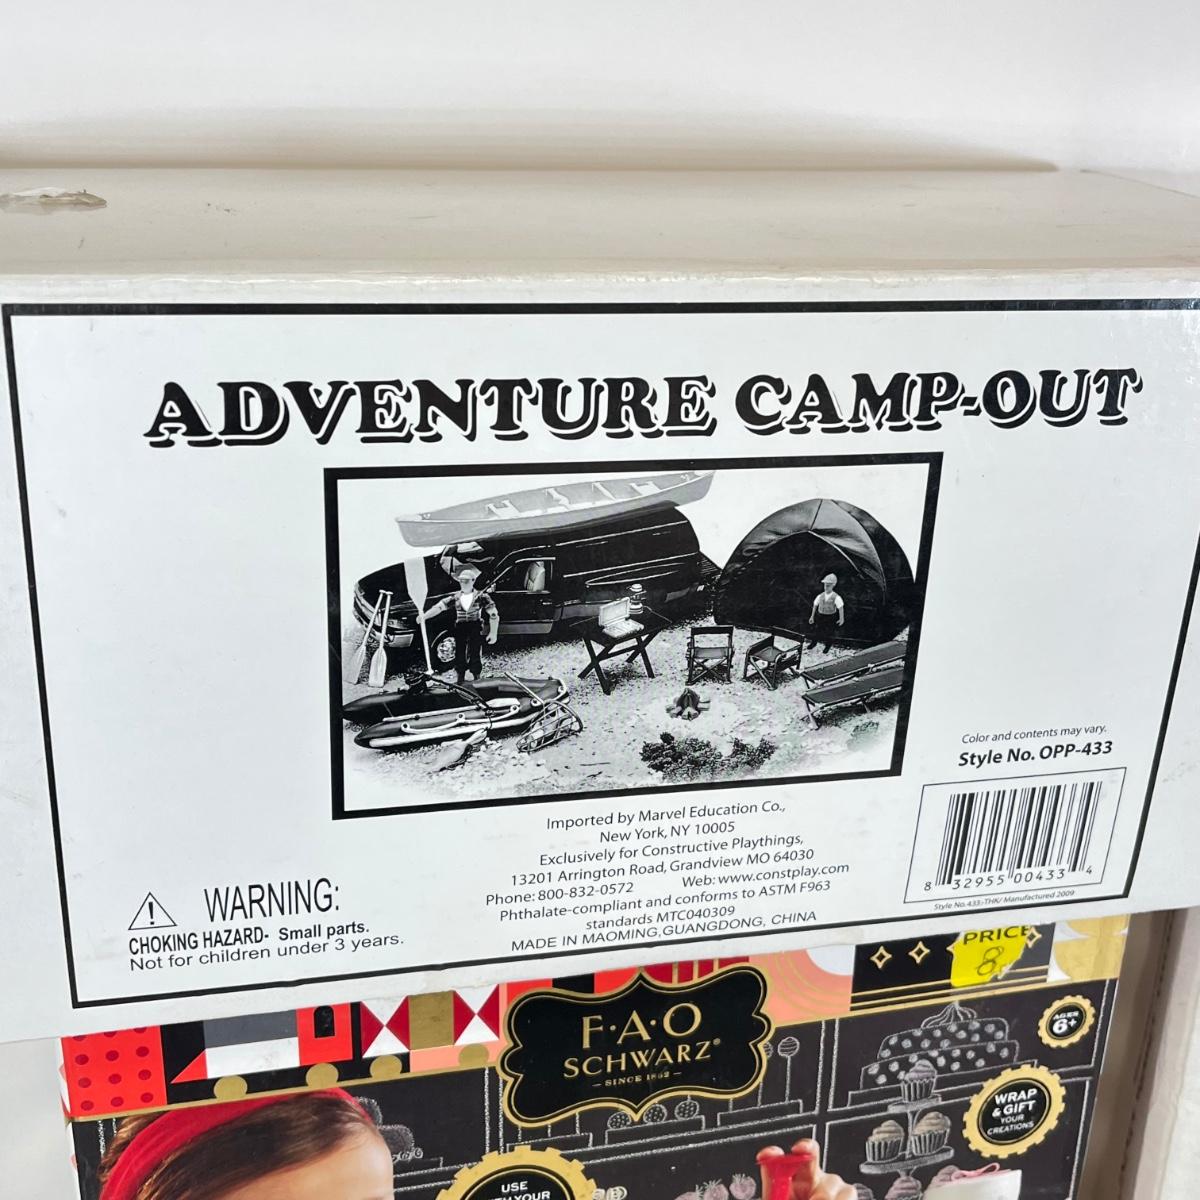 ADVENTURE CAMP-OUT
Color and contents may vary.
Style No. OPP-433
8 32955 00433 4
Style No. 433-THK/ Manufactured 2009
Imported by Marvel Education Co.,
New York, NY 10005
Exclusively for Constructive Playthings,
13201 Arrington Road, Grandview MO 64030
Phone: 800-832-0572 Web: www.constplay.com
Phthalate-compliant and conforms to ASTM F963
standards MTC040309
MADE IN MAOMING, GUANGDONG, CHINA
WARNING:
CHOKING HAZARD- Small parts.
Not for children under 3 years.
PRICE
8
F·A·O
SCHWARZ®
SINCE 1862
AGES
6+
WRAP
& GIFT
YOUR
CREATIONS
USE
YOUR